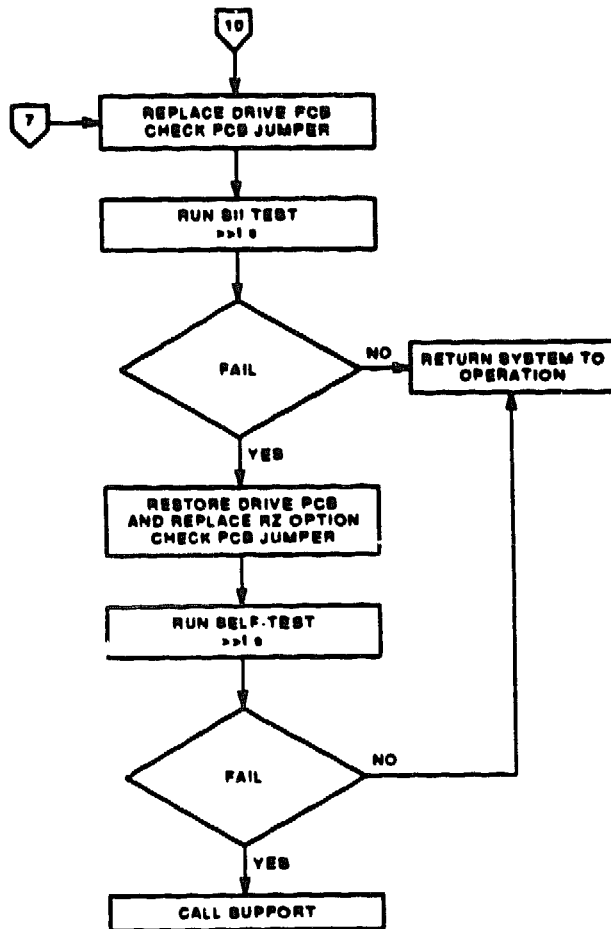 10
7
REPLACE DRIVE PCB
CHECK PCB JUMPER
RUN SII TEST
>>t s
FAIL
NO
RETURN SYSTEM TO
OPERATION
YES
RESTORE DRIVE PCB
AND REPLACE RZ OPTION
CHECK PCB JUMPER
RUN SELF-TEST
>>t s
FAIL
NO
YES
CALL SUPPORT